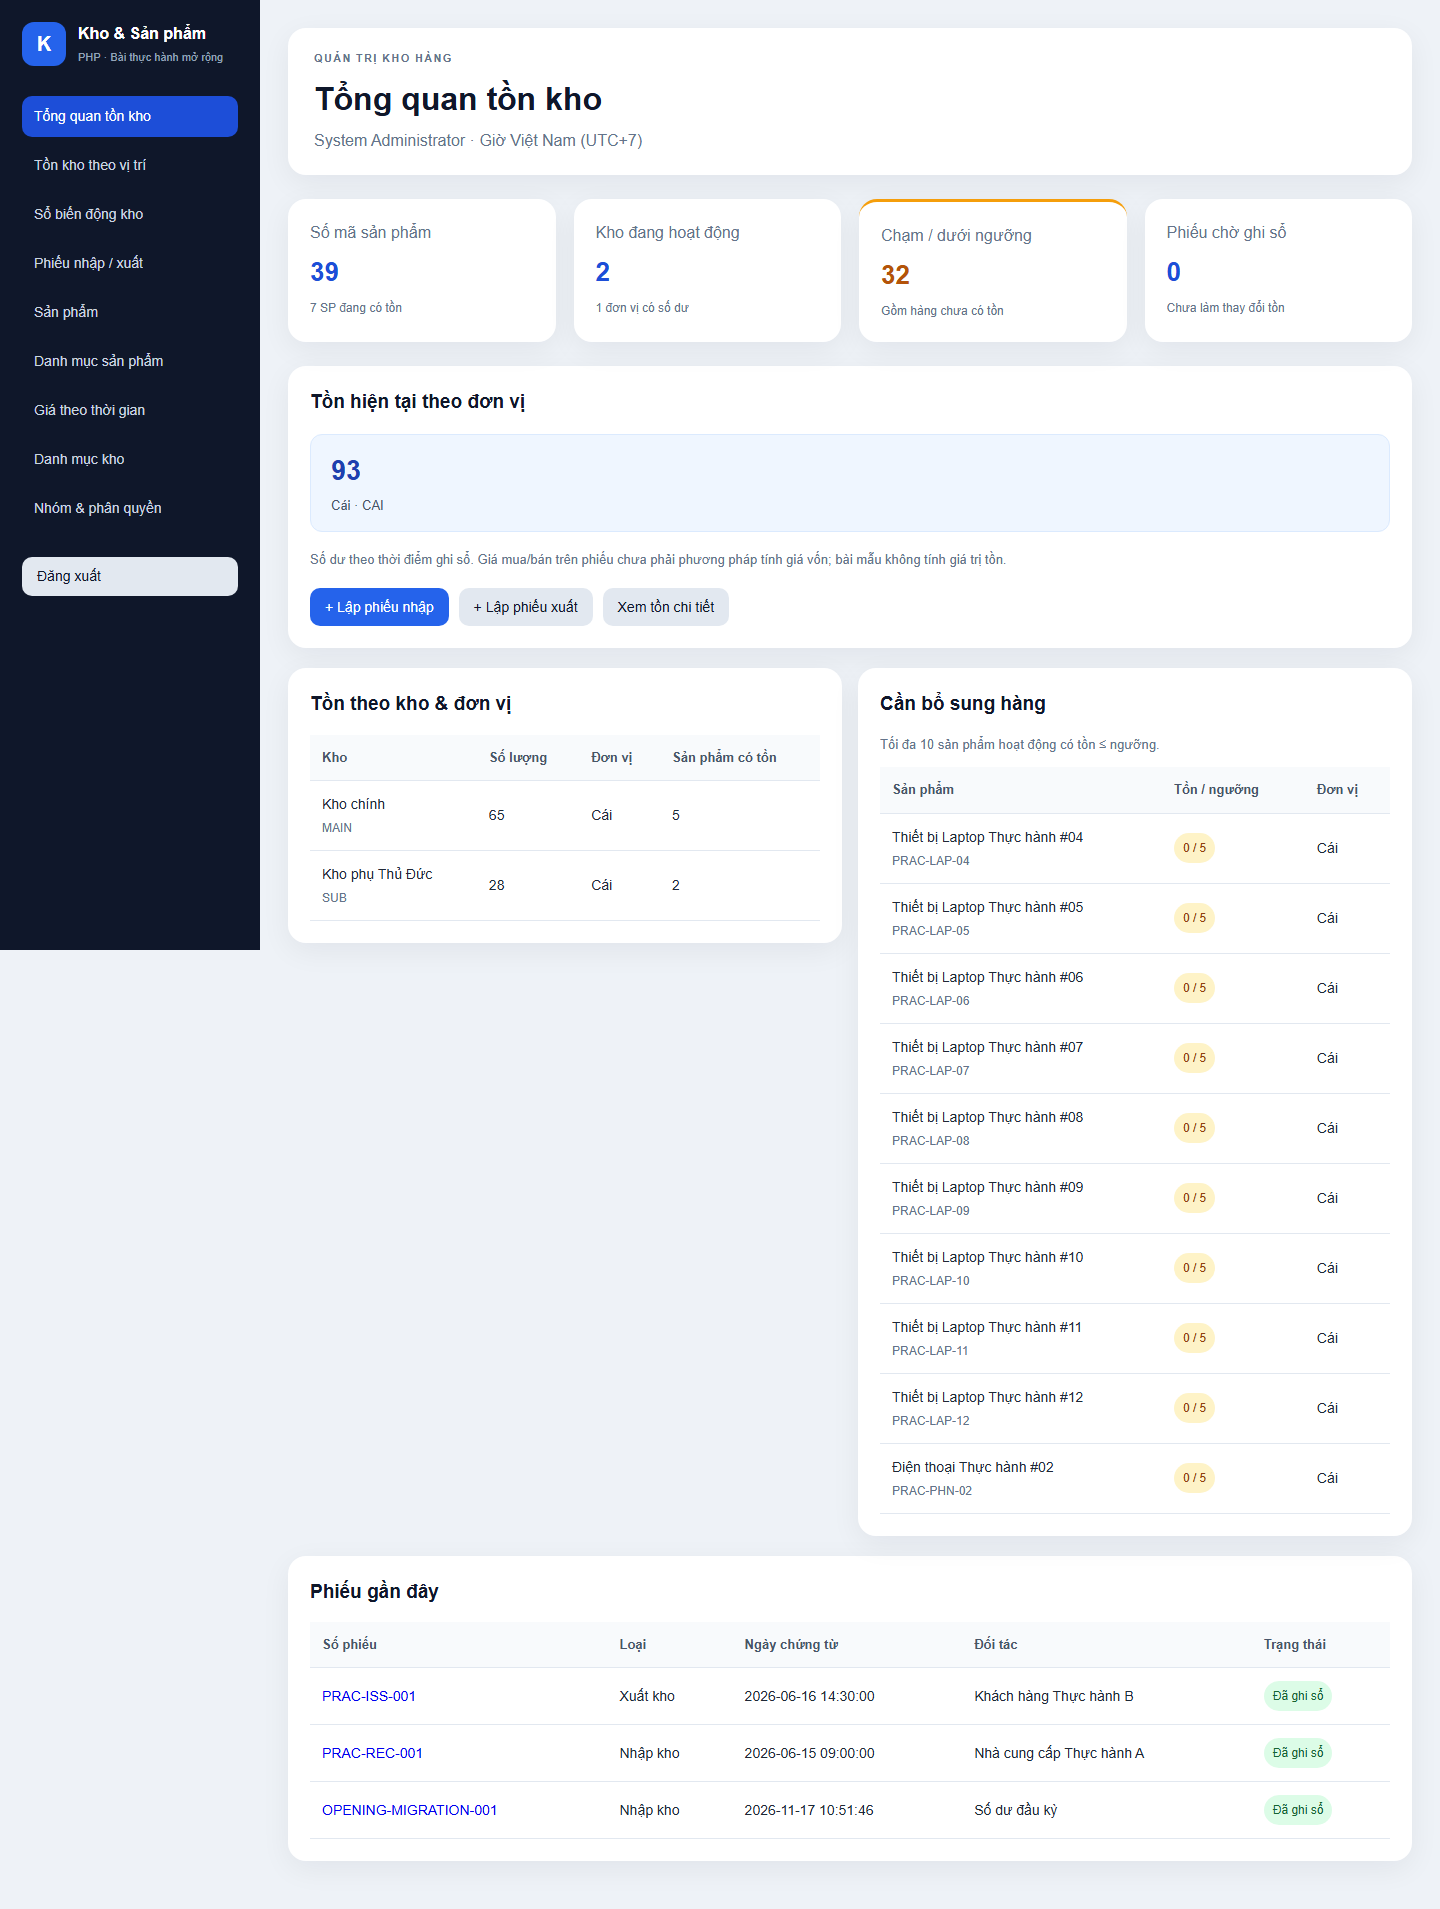 K
Kho & Sản phẩm
PHP · Bài thực hành mở rộng
Tổng quan tồn kho
Tồn kho theo vị trí
Sổ biến động kho
Phiếu nhập / xuất
Sản phẩm
Danh mục sản phẩm
Giá theo thời gian
Danh mục kho
Nhóm & phân quyền
Đăng xuất
QUẢN TRỊ KHO HÀNG
Tổng quan tồn kho
System Administrator · Giờ Việt Nam (UTC+7)
Số mã sản phẩm
39
7 SP đang có tồn
Kho đang hoạt động
2
1 đơn vị có số dư
Chạm / dưới ngưỡng
32
Gồm hàng chưa có tồn
Phiếu chờ ghi sổ
0
Chưa làm thay đổi tồn
Tồn hiện tại theo đơn vị
93
Cái · CAI
Số dư theo thời điểm ghi sổ. Giá mua/bán trên phiếu chưa phải phương pháp tính giá vốn; bài mẫu không tính giá trị tồn.
+ Lập phiếu nhập + Lập phiếu xuất Xem tồn chi tiết
Tồn theo kho & đơn vị
Kho Số lượng Đơn vị Sản phẩm có tồn
Kho chính 65 Cái 5
MAIN
Kho phụ Thủ Đức 28 Cái 2
SUB
Cần bổ sung hàng
Tối đa 10 sản phẩm hoạt động có tồn ≤ ngưỡng.
Sản phẩm Tồn / ngưỡng Đơn vị
Thiết bị Laptop Thực hành #04 0 / 5 Cái
PRAC-LAP-04
Thiết bị Laptop Thực hành #05 0 / 5 Cái
PRAC-LAP-05
Thiết bị Laptop Thực hành #06 0 / 5 Cái
PRAC-LAP-06
Thiết bị Laptop Thực hành #07 0 / 5 Cái
PRAC-LAP-07
Thiết bị Laptop Thực hành #08 0 / 5 Cái
PRAC-LAP-08
Thiết bị Laptop Thực hành #09 0 / 5 Cái
PRAC-LAP-09
Thiết bị Laptop Thực hành #10 0 / 5 Cái
PRAC-LAP-10
Thiết bị Laptop Thực hành #11 0 / 5 Cái
PRAC-LAP-11
Thiết bị Laptop Thực hành #12 0 / 5 Cái
PRAC-LAP-12
Điện thoại Thực hành #02 0 / 5 Cái
PRAC-PHN-02
Phiếu gần đây
Số phiếu Loại Ngày chứng từ Đối tác Trạng thái
PRAC-ISS-001 Xuất kho 2026-06-16 14:30:00 Khách hàng Thực hành B Đã ghi sổ
PRAC-REC-001 Nhập kho 2026-06-15 09:00:00 Nhà cung cấp Thực hành A Đã ghi sổ
OPENING-MIGRATION-001 Nhập kho 2026-11-17 10:51:46 Số dư đầu kỳ Đã ghi sổ